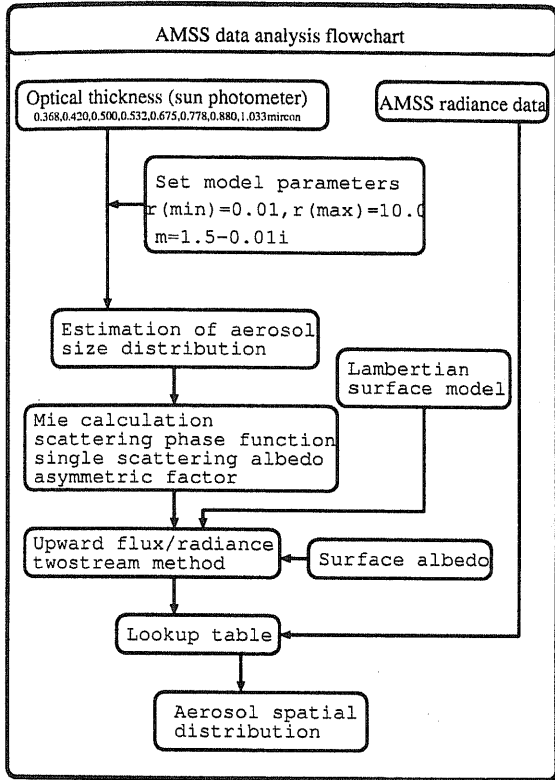 AMSS data analysis flowchart
Optical thickness (sun photometer)
0.368,0.420,0.500,0.532,0.675,0.778,0.880,1.033mircon
AMSS radiance data
Set model parameters
r(min)=0.01,r(max)=10.0
m=1.5-0.01i
Estimation of aerosol
size distribution
Lambertian
surface model
Mie calculation
scattering phase function
single scattering albedo
asymmetric factor
Upward flux/radiance
twostream method
Surface albedo
Lookup table
Aerosol spatial
distribution